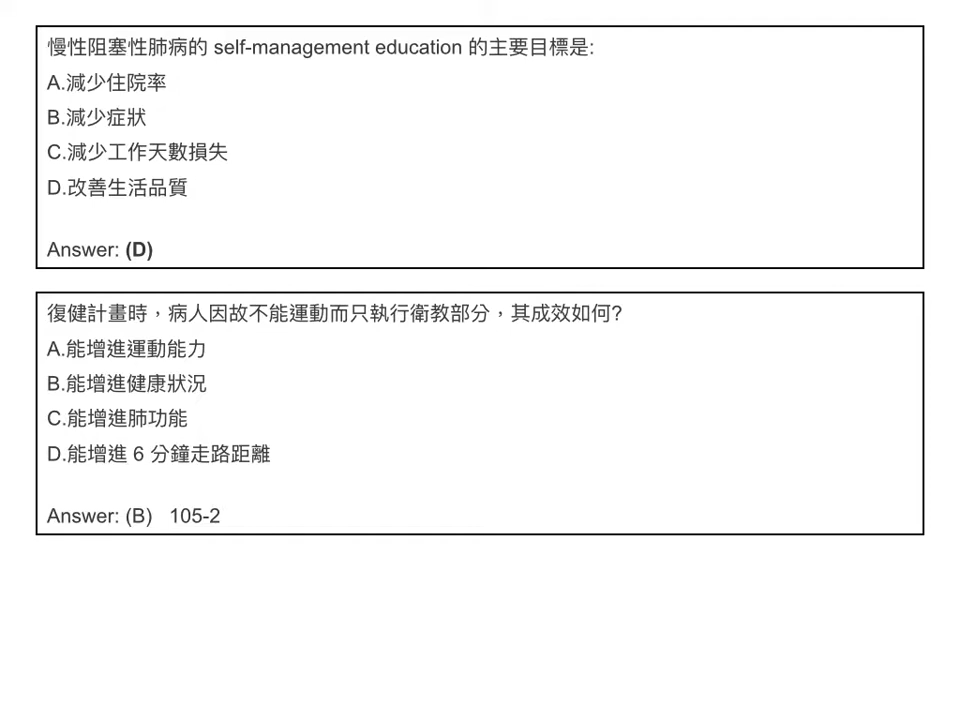 慢性阻塞性肺病的 self-management education 的主要目標是:
A.減少住院率
B.減少症狀
C.減少工作天數損失
D.改善生活品質
Answer: (D)
復健計畫時，病人因故不能運動而只執行衛教部分，其成效如何?
A.能增進運動能力
B.能增進健康狀況
C.能增進肺功能
D.能增進 6 分鐘走路距離
Answer: (B) 105-2